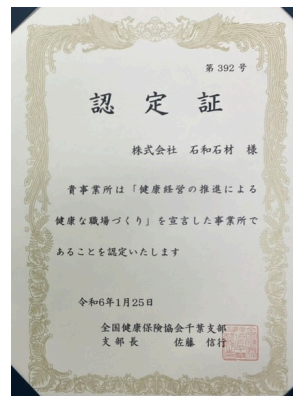 第392号
認定証
株式会社 石和石材 様
貴事業所は「健康経営の推進による
健康な職場づくり」を宣言した事業所で
あることを認定いたします
令和6年1月25日
全国健康保険協会千葉支部
支部長 佐藤 信行